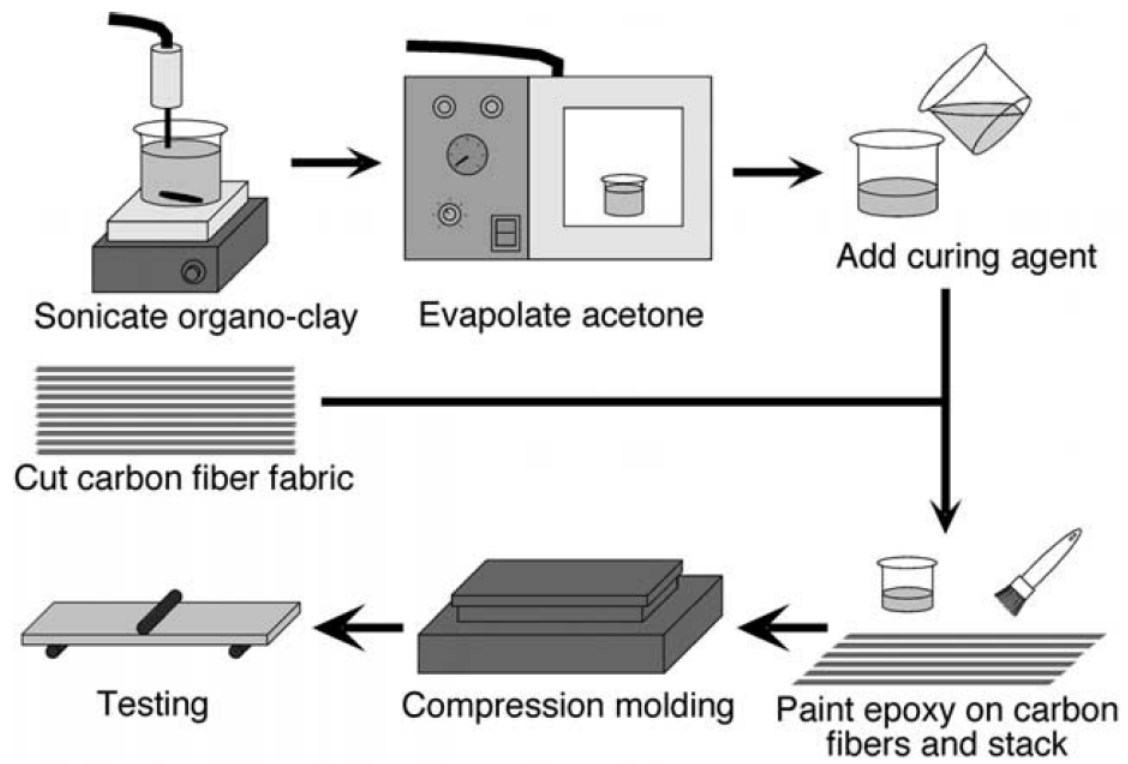 Sonicate organo-clay
Evapolate acetone
Add curing agent
Cut carbon fiber fabric
Testing
Compression molding
Paint epoxy on carbon
fibers and stack